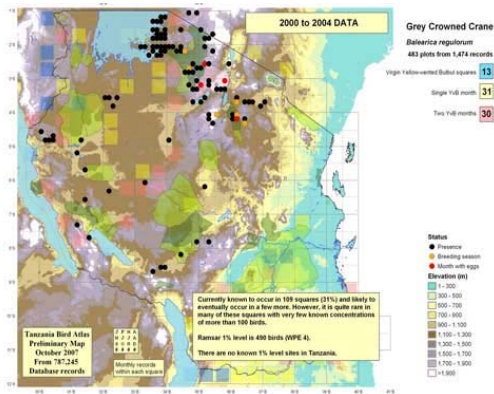 2000 to 2004 DATA
Grey Crowned Crane
Balearica regulorum
483 plots from 1,474 records
Virgin Yellow-vented Bulbul squares 13
Single YvB month 31
Two YvB months 30
Status
Presence
Breeding season
Month with eggs
Elevation (m)
1 - 300
300 - 500
500 - 700
700 - 900
900 - 1,100
1,100 - 1,300
1,300 - 1,500
1,500 - 1,700
1,700 - 1,900
>1,900
Currently known to occur in 109 squares (31%) and likely to
eventually occur in a few more. However, it is quite rare in
many of these squares with very few known concentrations
of more than 100 birds.
Ramsar 1% level is 490 birds (WPE 4).
There are no known 1% level sites in Tanzania.
Tanzania Bird Atlas
Preliminary Map
October 2007
From 787,245
Database records
Monthly records
within each square